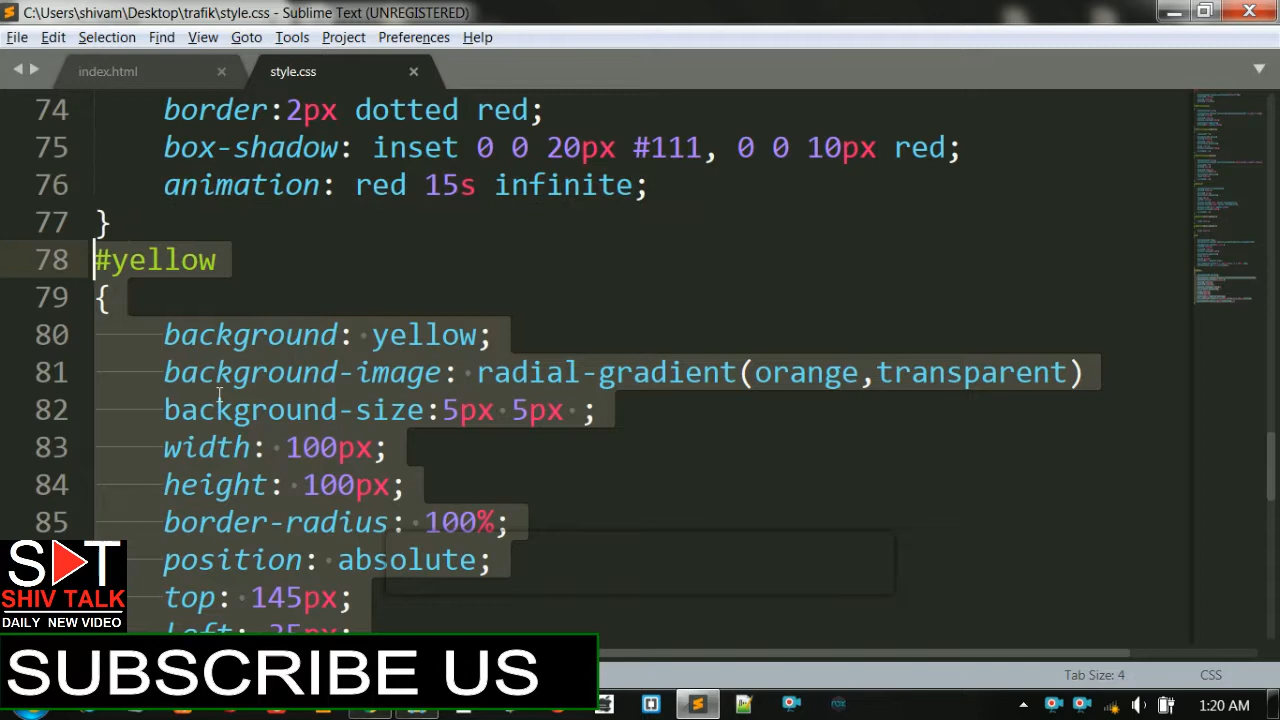 C:\Users\shivam\Desktop\trafik\style.css - Sublime Text (UNREGISTERED)
File Edit Selection Find View Goto Tools Project Preferences Help
index.html style.css
74 border:2px dotted red;
75 box-shadow: inset 0 0 20px #111, 0 0 10px red;
76 animation: red 15s infinite;
77 }
78 #yellow
79 {
80 background: yellow;
81 background-image: radial-gradient(orange,transparent)
82 background-size:5px 5px ;
83 width: 100px;
84 height: 100px;
85 border-radius: 100%;
position: absolute;
top: 145px;
left: 35px;
S T
SHIV TALK
DAILY NEW VIDEO
SUBSCRIBE US
Tab Size: 4 CSS
1:20 AM